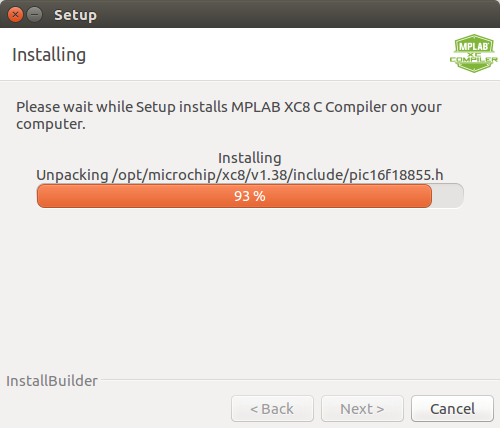 Setup
Installing
MPLAB
XC
COMPILER
Please wait while Setup installs MPLAB XC8 C Compiler on your
computer.
Installing
Unpacking /opt/microchip/xc8/v1.38/include/pic16f18855.h
93 %
InstallBuilder
< Back
Next >
Cancel